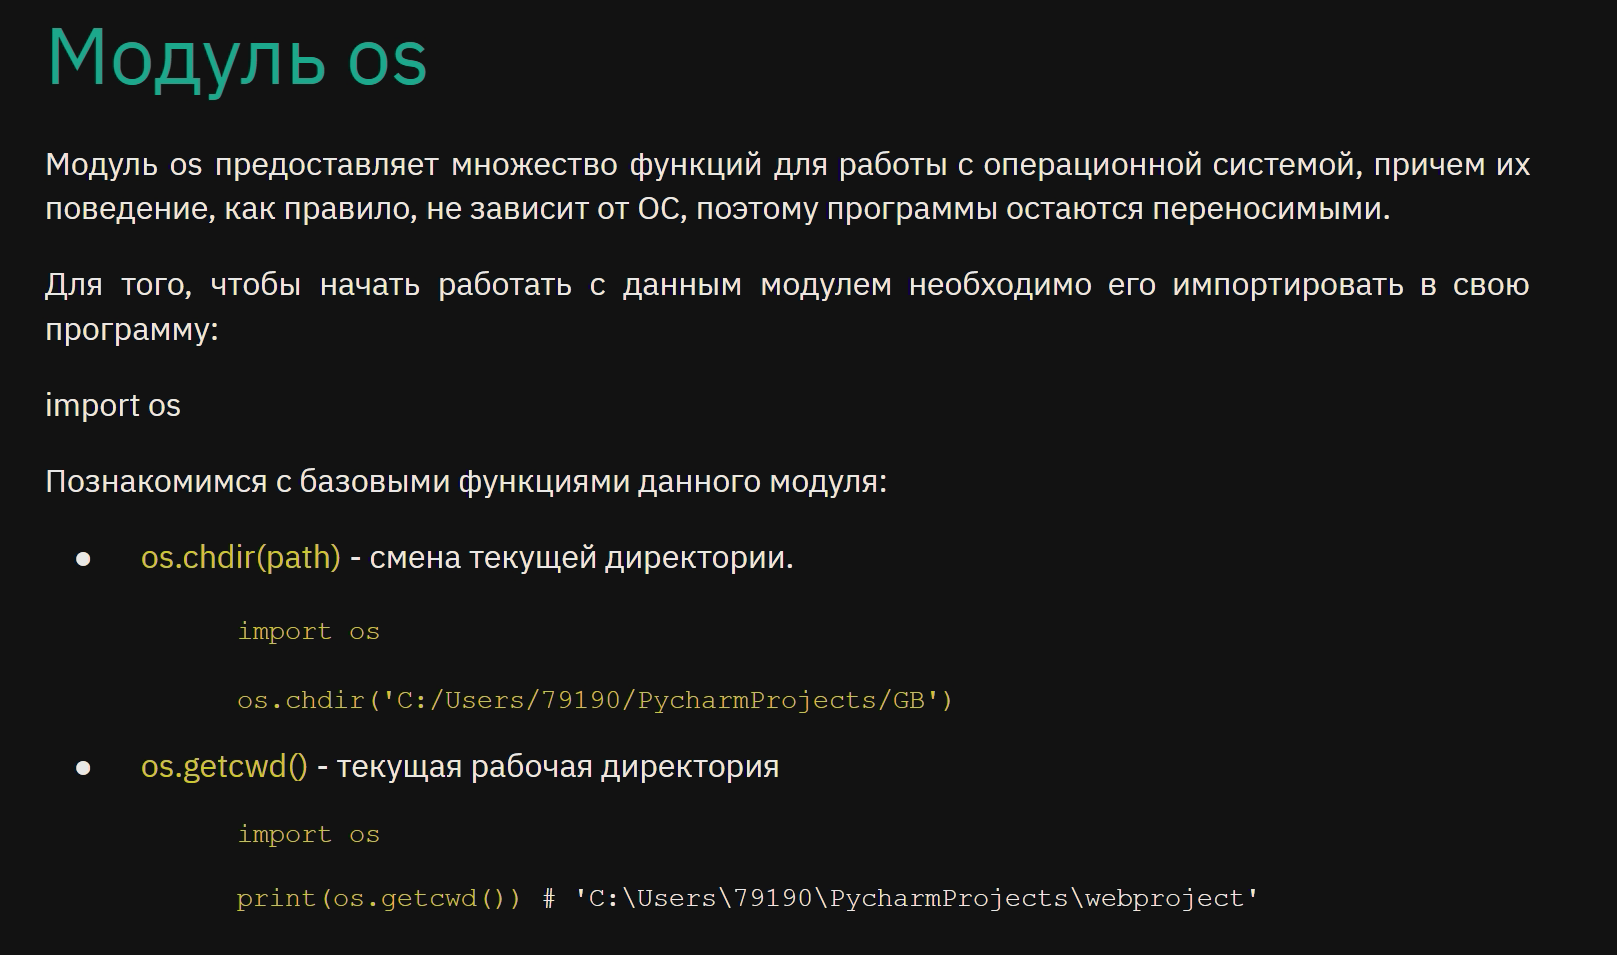 Модуль os
Модуль os предоставляет множество функций для работы с операционной системой, причем их
поведение, как правило, не зависит от ОС, поэтому программы остаются переносимыми.
Для того, чтобы начать работать с данным модулем необходимо его импортировать в свою
программу:
import os
Познакомимся с базовыми функциями данного модуля:
● os.chdir(path) - смена текущей директории.
import os
os.chdir('C:/Users/79190/PycharmProjects/GB')
● os.getcwd() - текущая рабочая директория
import os
print(os.getcwd()) # 'C:\Users\79190\PycharmProjects\webproject'